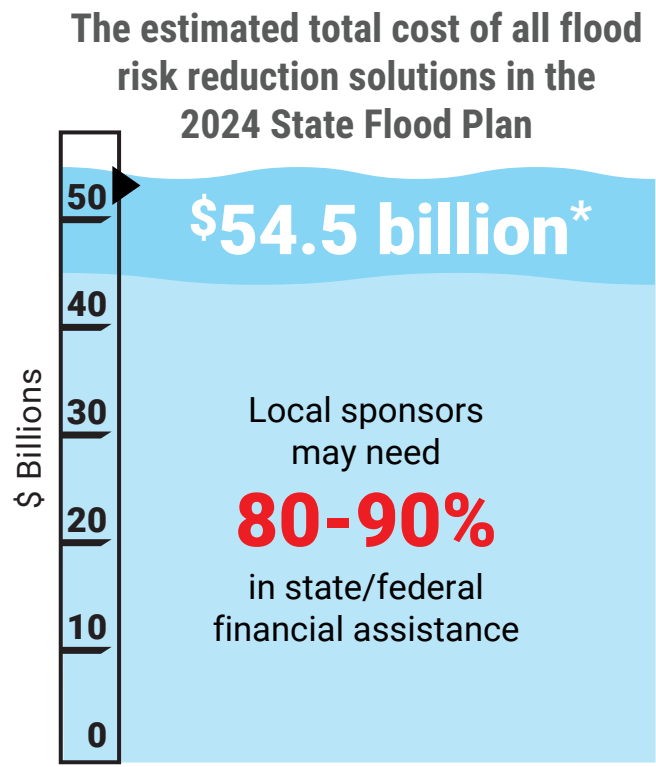 The estimated total cost of all flood
risk reduction solutions in the
2024 State Flood Plan
$54.5 billion*
50
40
30
20
10
0
$ Billions
Local sponsors
may need
80-90%
in state/federal
financial assistance